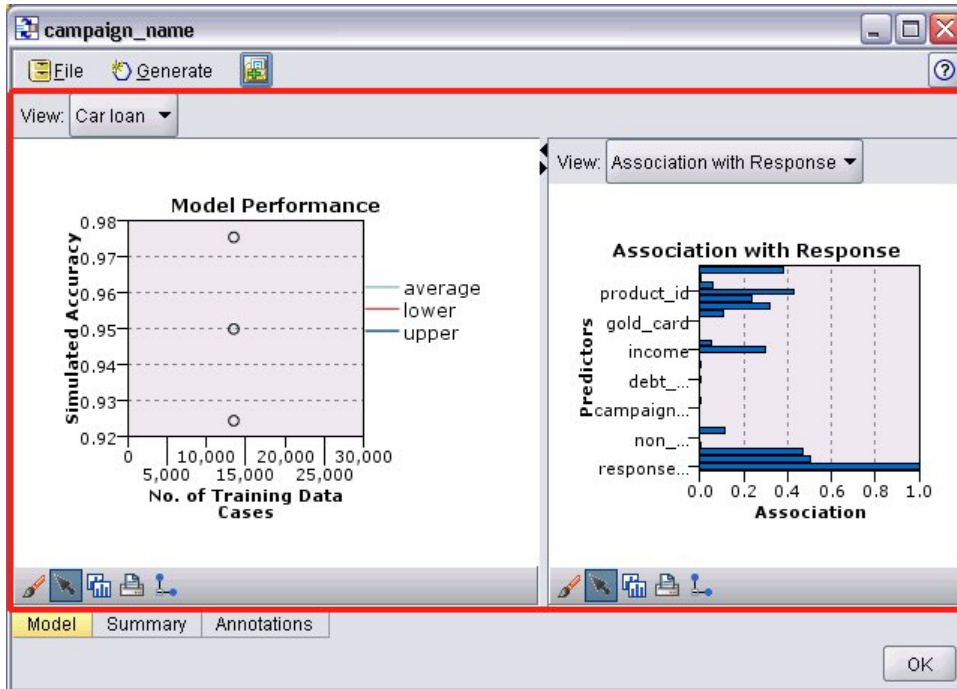 campaign_name
File Generate
View: Car loan
Model Performance
Simulated Accuracy
0.98
0.97
0.96
0.95
0.94
0.93
0.92
0 10,000 20,000 30,000
5,000 15,000 25,000
No. of Training Data
Cases
average
lower
upper
View: Association with Response
Association with Response
Predictors
product_id
gold_card
income
debt_...
campaign...
non_...
response...
0.0 0.2 0.4 0.6 0.8 1.0
Association
Model Summary Annotations
OK